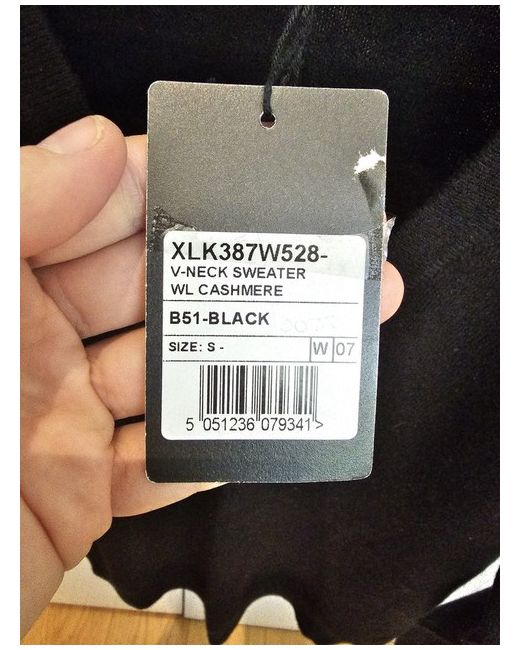 XLK387W528-
V-NECK SWEATER
WL CASHMERE
B51-BLACK
SIZE: S - W 07
5 051236 079341 >